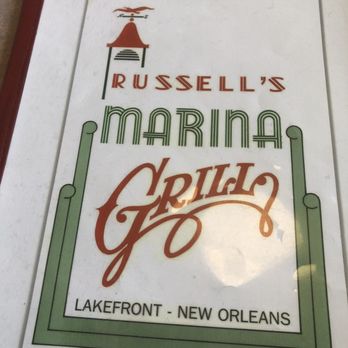 RUSSELL'S
MARINA
GRILL
LAKEFRONT - NEW ORLEANS